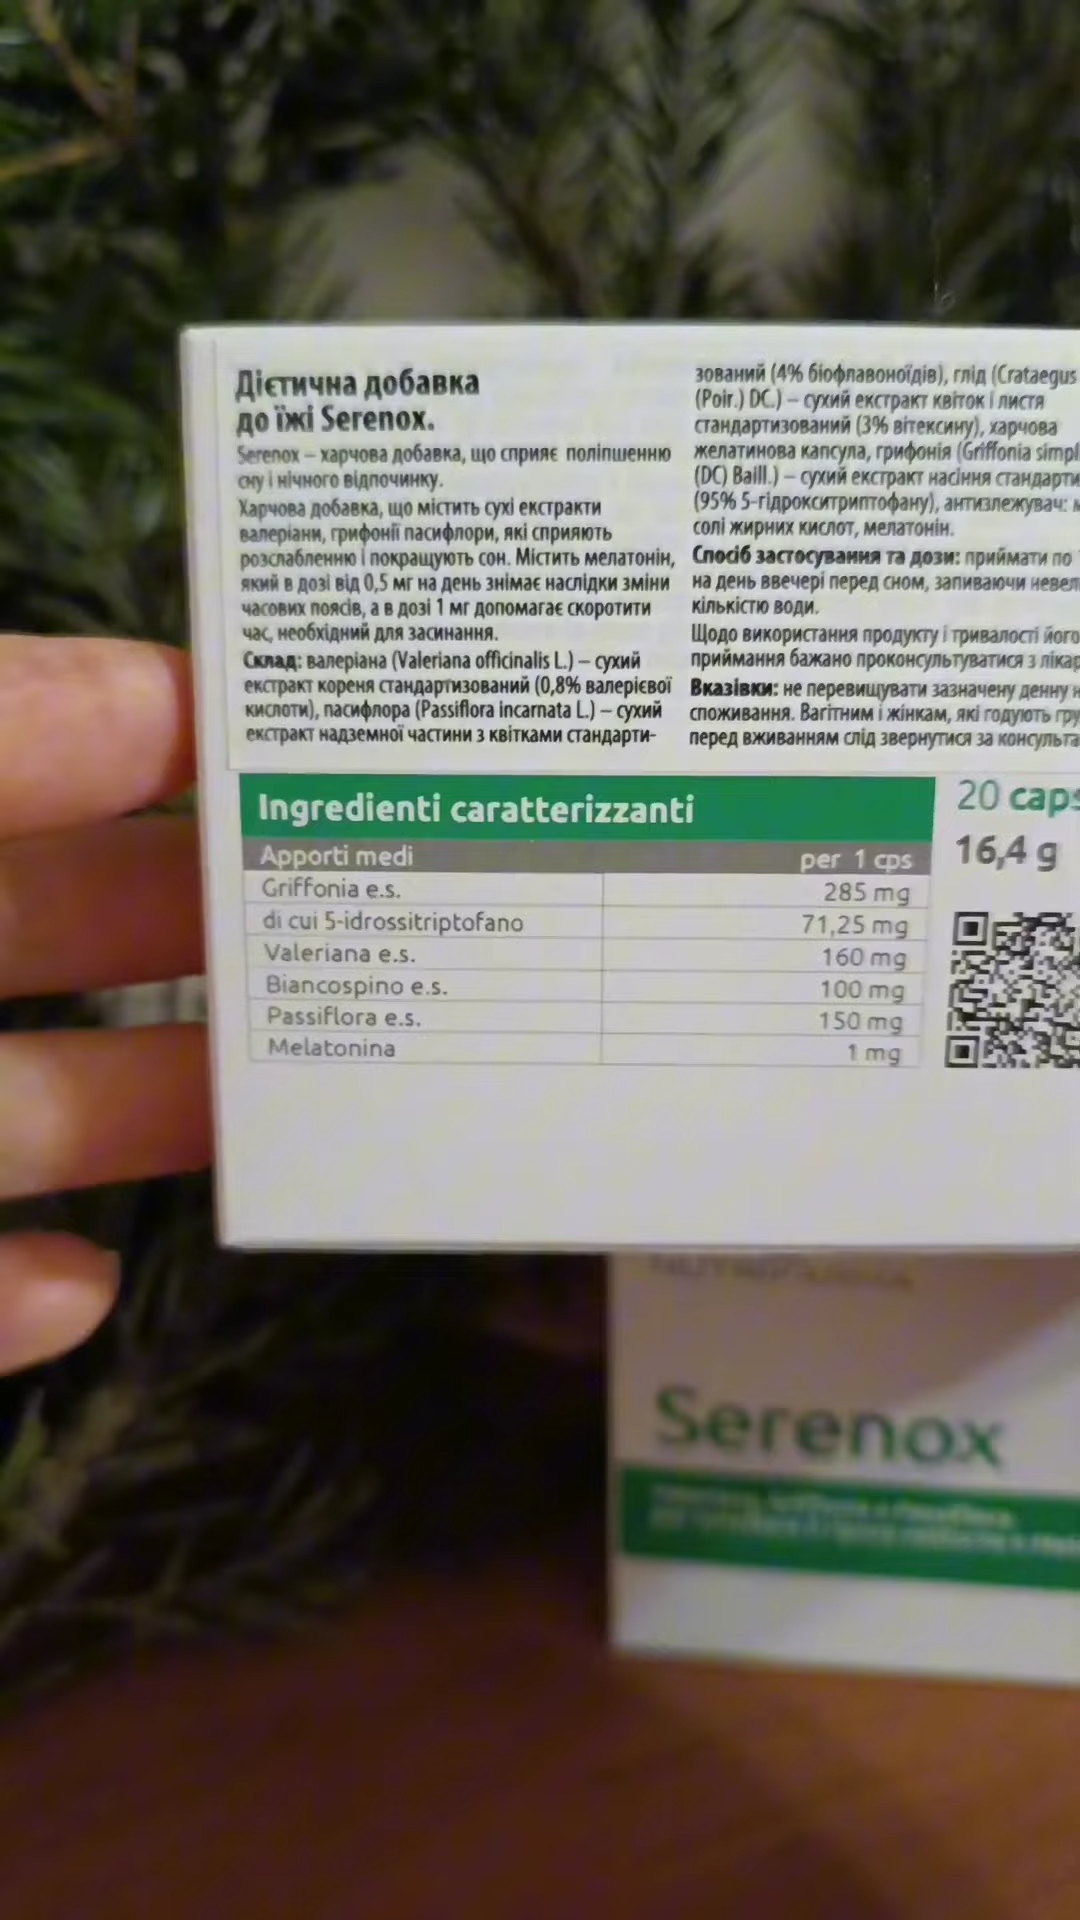 Дієтична добавка
до їжі Serenox.
Serenox – харчова добавка, що сприяє поліпшенню
сну і нічного відпочинку.
Харчова добавка, що містить сухі екстракти
валеріани, грифонії пасифлори, які сприяють
розслабленню і покращують сон. Містить мелатонін,
який в дозі від 0,5 мг на день знімає наслідки зміни
часових поясів, а в дозі 1 мг допомагає скоротити
час, необхідний для засинання.
Склад: валеріана (Valeriana officinalis L.) – сухий
екстракт кореня стандартизований (0,8% валерієвої
кислоти), пасифлора (Passiflora incarnata L.) – сухий
екстракт надземної частини з квітками стандарти-
зований (4% біофлавоноїдів), глід (Crataegus
(Poir.) DC.) – сухий екстракт квіток і листя
стандартизований (3% вітексину), харчова
желатинова капсула, грифонія (Griffonia simpl
(DC) Baill.) – сухий екстракт насіння стандарти
(95% 5-гідрокситриптофану), антизлежувач:
солі жирних кислот, мелатонін.
Спосіб застосування та дози: приймати по
на день ввечері перед сном, запиваючи невел
кількістю води.
Щодо використання продукту і тривалості його
приймання бажано проконсультуватися з лікар
Вказівки: не перевищувати зазначену денну
споживання. Вагітним і жінкам, які годують гру
перед вживанням слід звернутися за консульта
Ingredienti caratterizzanti
Apporti medi per 1 cps
Griffonia e.s. 285 mg
di cui 5-idrossitriptofano 71,25 mg
Valeriana e.s. 160 mg
Biancospino e.s. 100 mg
Passiflora e.s. 150 mg
Melatonina 1 mg
20 caps
16,4 g
Serenox